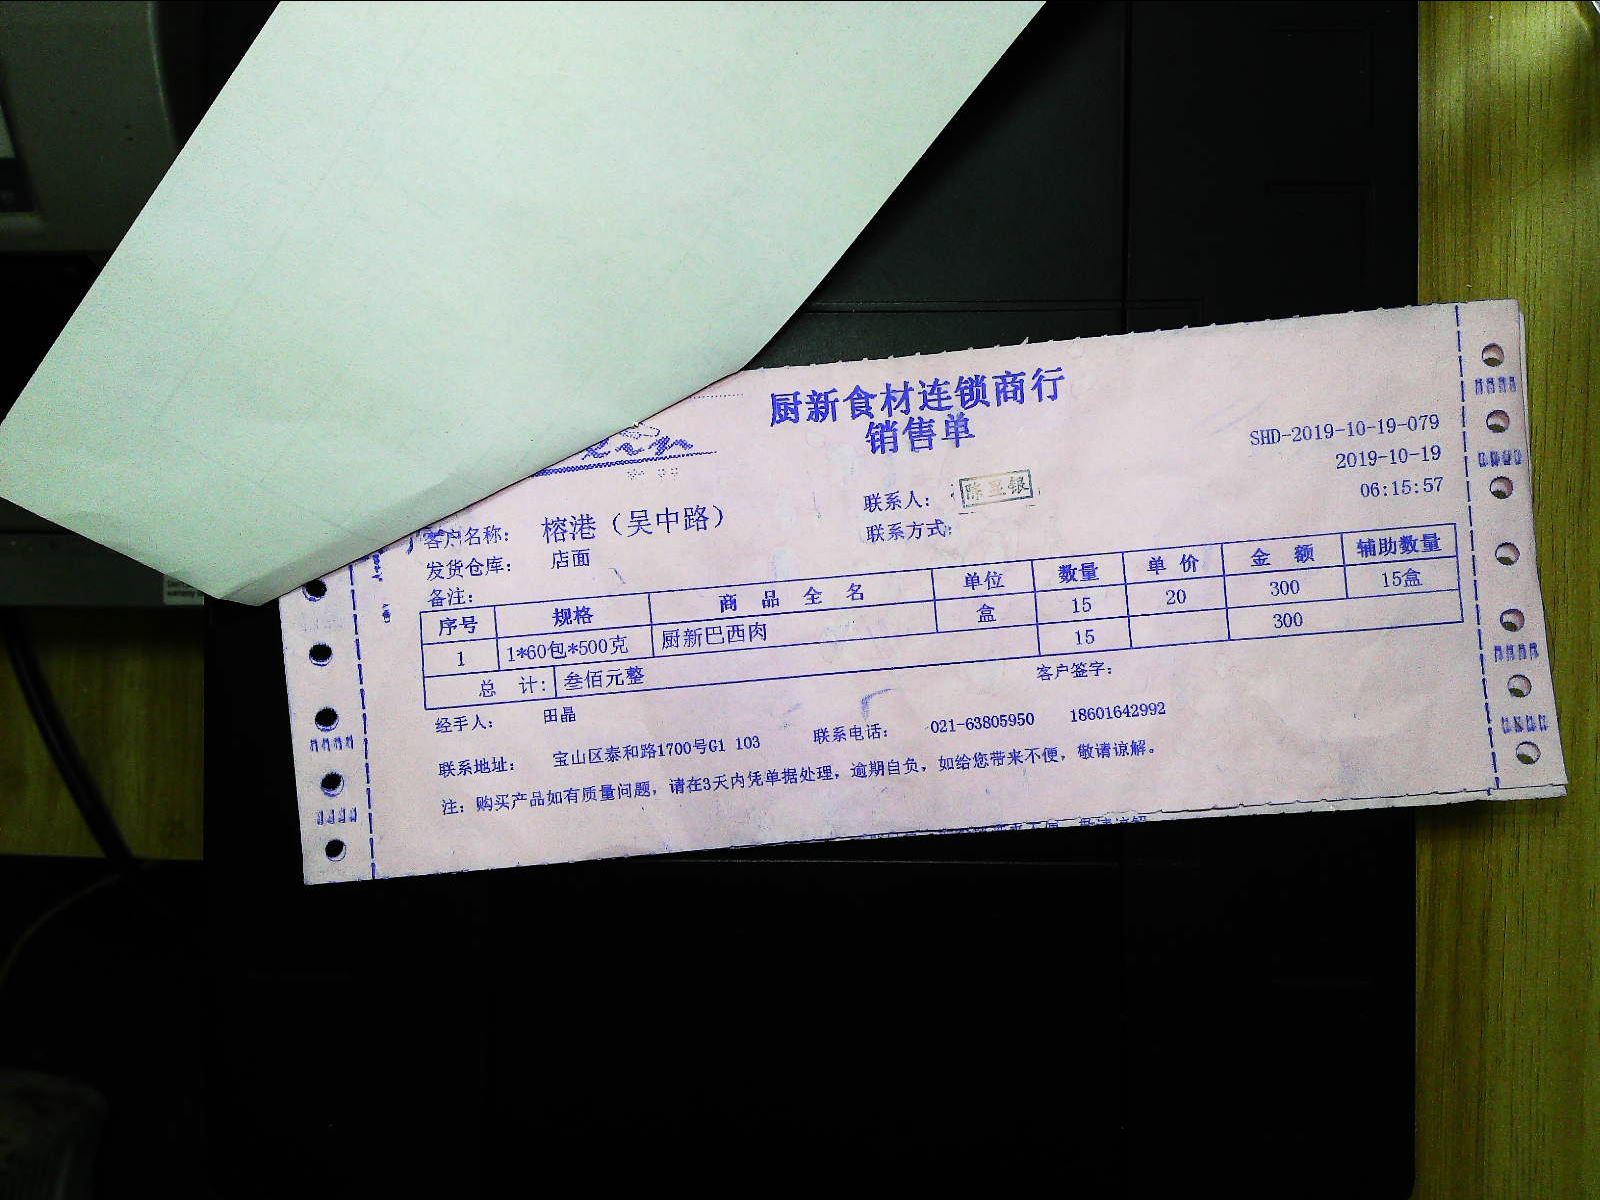 厨新食材连锁商行
销售单
SHD-2019-10-19-079
2019-10-19
06:15:57
客户名称： 榕港（吴中路） 联系人：
发货仓库： 店面 联系方式：
备注：
序号 规格 商 品 全 名 单位 数量 单 价 金 额 辅助数量
1 1*60包*500克 厨新巴西肉 盒 15 20 300 15盒
总 计: 叁佰元整 15 300
经手人： 田晶 客户签字：
联系地址： 宝山区泰和路1700号G1 103 联系电话： 021-63805950 18601642992
注：购买产品如有质量问题，请在3天内凭单据处理，逾期自负，如给您带来不便，敬请谅解。